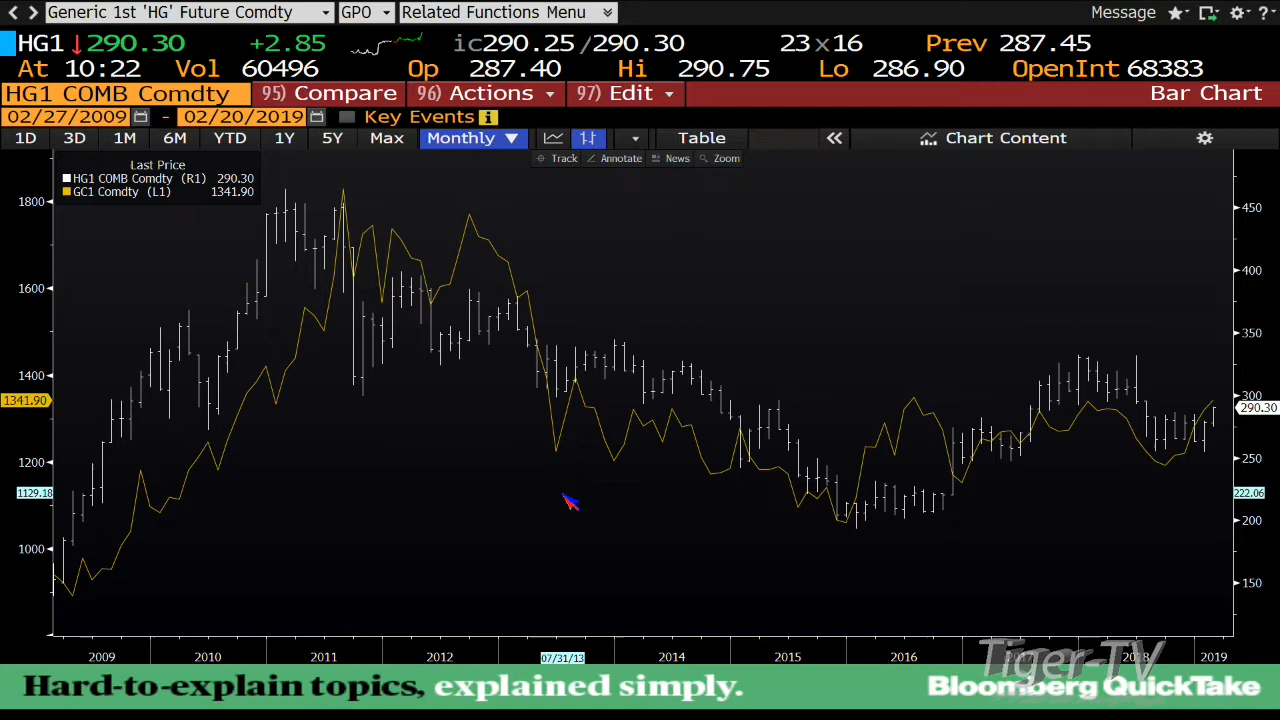 Generic 1st 'HG' Future Comdty GPO Related Functions Menu Message ?
HG1 ↓290.30 +2.85 ic290.25/290.30 23x16 Prev 287.45
At 10:22 Vol 60496 Op 287.40 Hi 290.75 Lo 286.90 OpenInt 68383
HG1 COMB Comdty 95) Compare 96) Actions 97) Edit Bar Chart
02/27/2009 - 02/20/2019 Key Events
1D 3D 1M 6M YTD 1Y 5Y Max Monthly ▼ Table « Chart Content
Track Annotate News Zoom
Last Price
HG1 COMB Comdty (R1) 290.30
GC1 Comdty (L1) 1341.90
1800 450
1600 400
350
1400 300
1341.90 290.30
1200 250
1129.18 222.06
200
1000 150
2009 2010 2011 2012 07/31/13 2014 2015 2016 2017 2018 2019
Tiger-TV
Hard-to-explain topics, explained simply. Bloomberg QuickTake